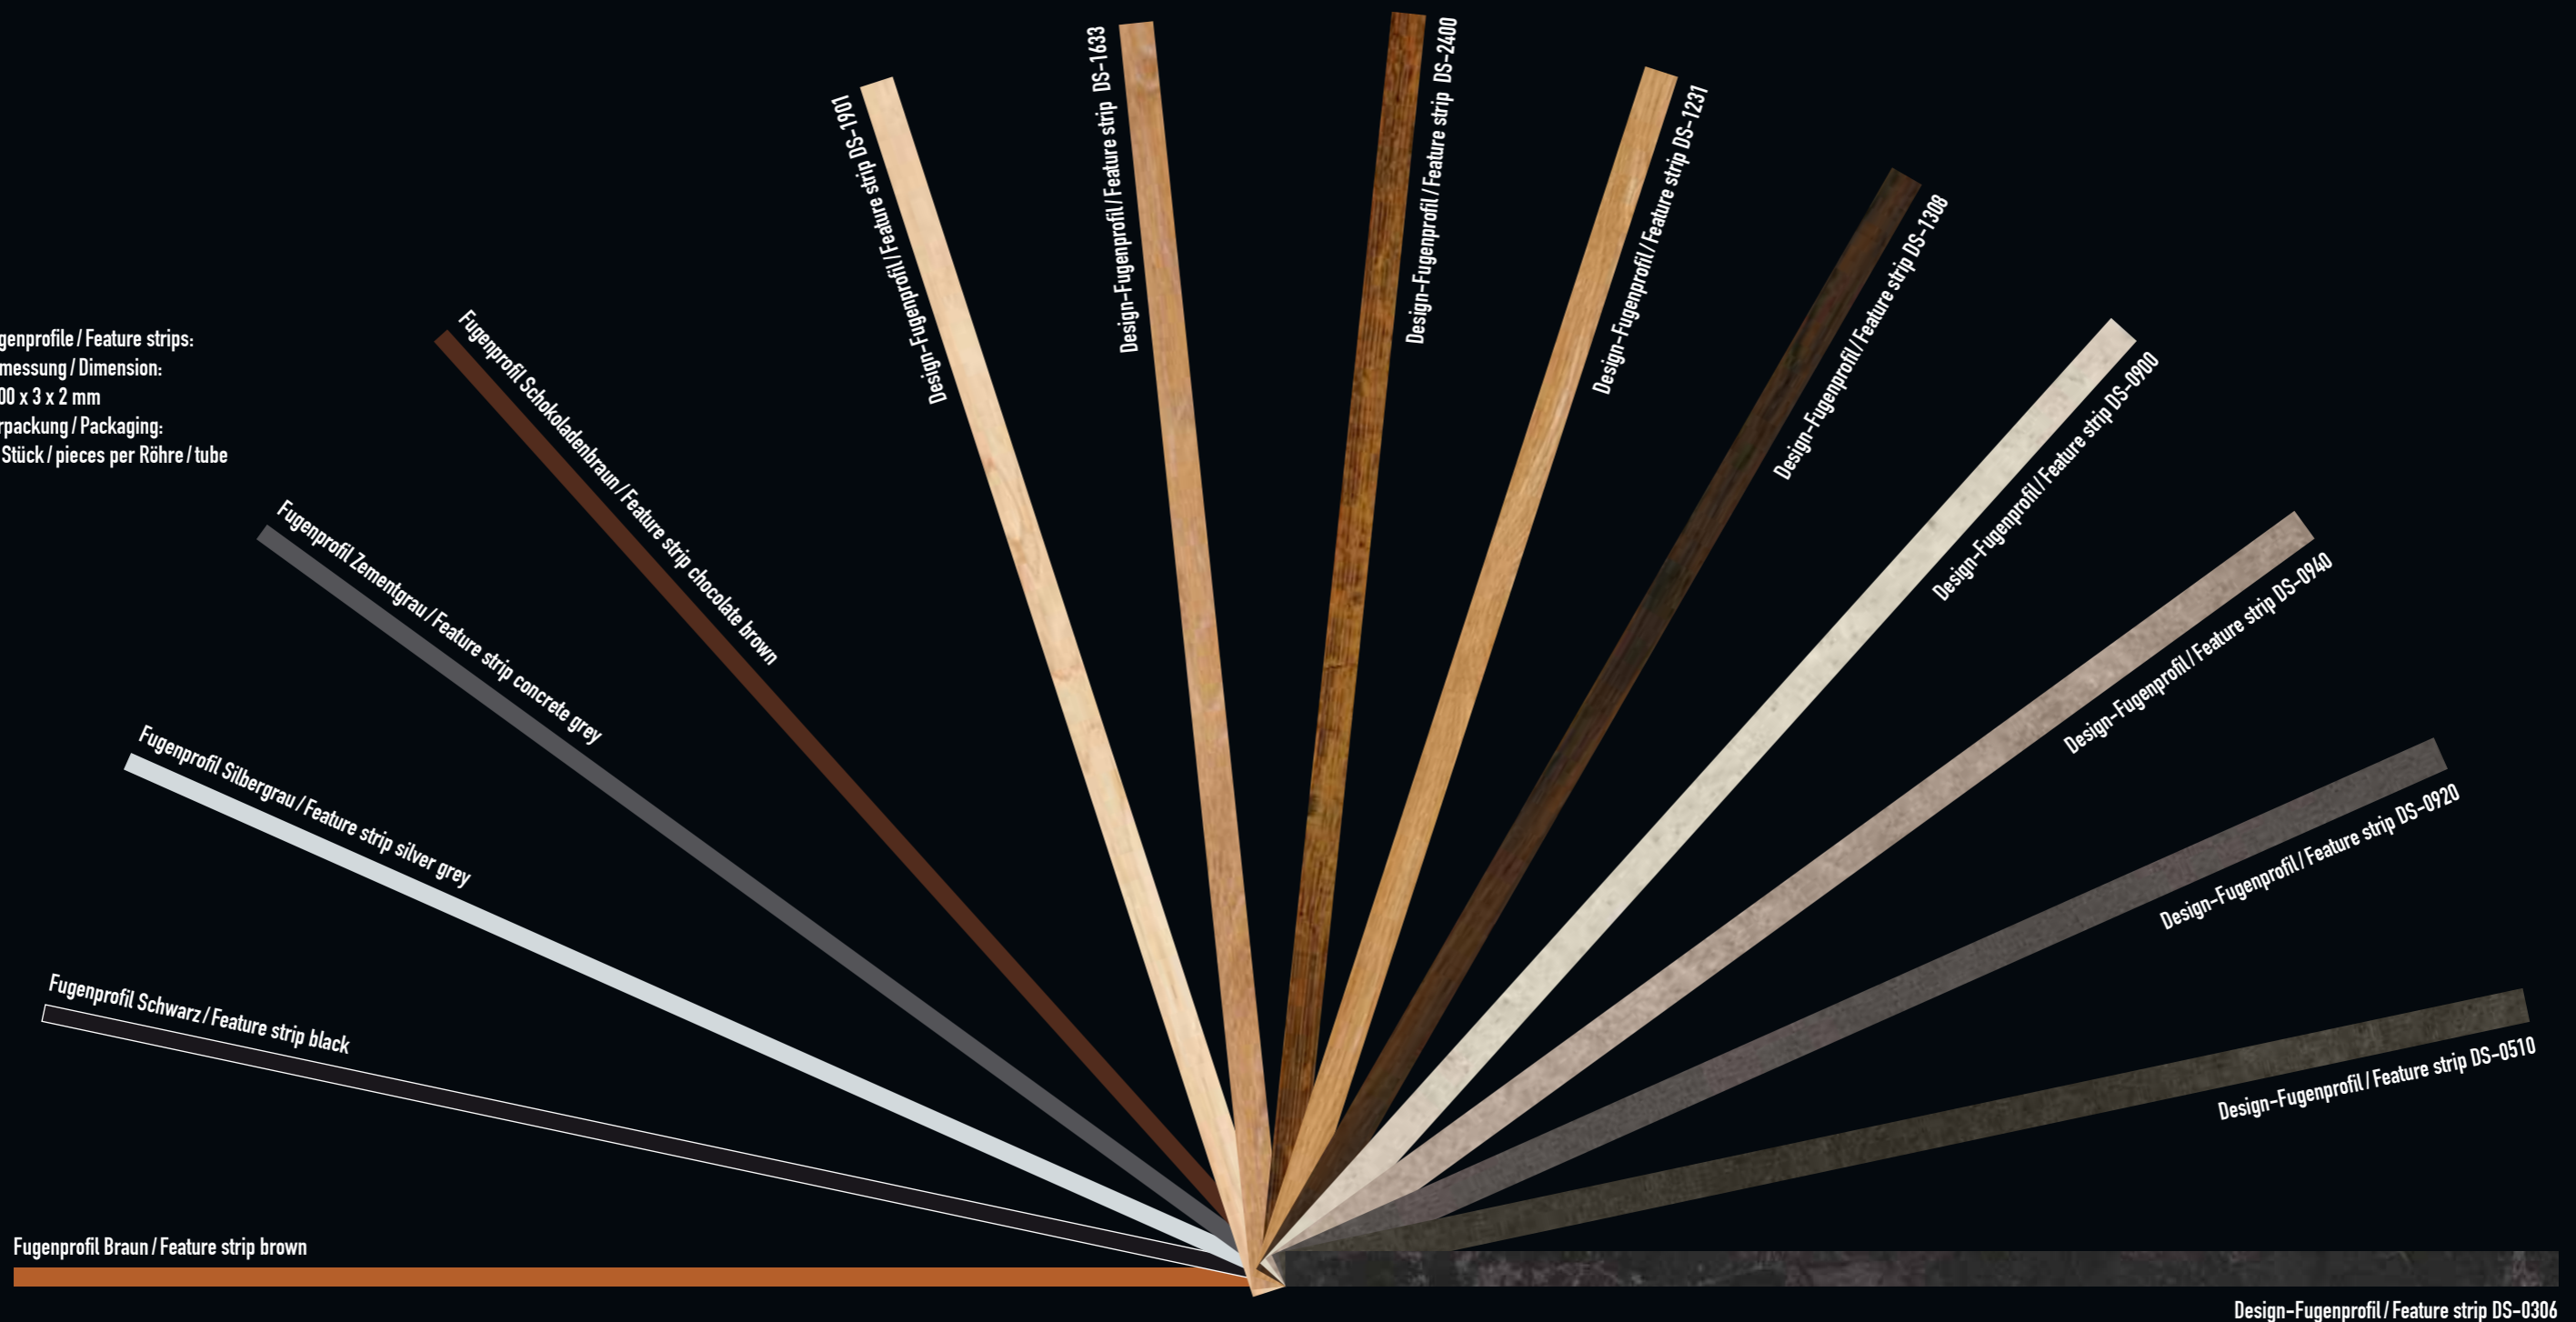 genprofile / Feature strips:
messung / Dimension:
00 x 3 x 2 mm
rpackung / Packaging:
Stück / pieces per Röhre / tube
Fugenprofil Braun / Feature strip brown
Fugenprofil Schwarz / Feature strip black
Fugenprofil Silbergrau / Feature strip silver grey
Fugenprofil Zementgrau / Feature strip concrete grey
Fugenprofil Schokoladenbraun / Feature strip chocolate brown
Design-Fugenprofil / Feature strip DS-1901
Design-Fugenprofil / Feature strip DS-1633
Design-Fugenprofil / Feature strip DS-2400
Design-Fugenprofil / Feature strip DS-1231
Design-Fugenprofil / Feature strip DS-1308
Design-Fugenprofil / Feature strip DS-0900
Design-Fugenprofil / Feature strip DS-0940
Design-Fugenprofil / Feature strip DS-0920
Design-Fugenprofil / Feature strip DS-0510
Design-Fugenprofil / Feature strip DS-0306